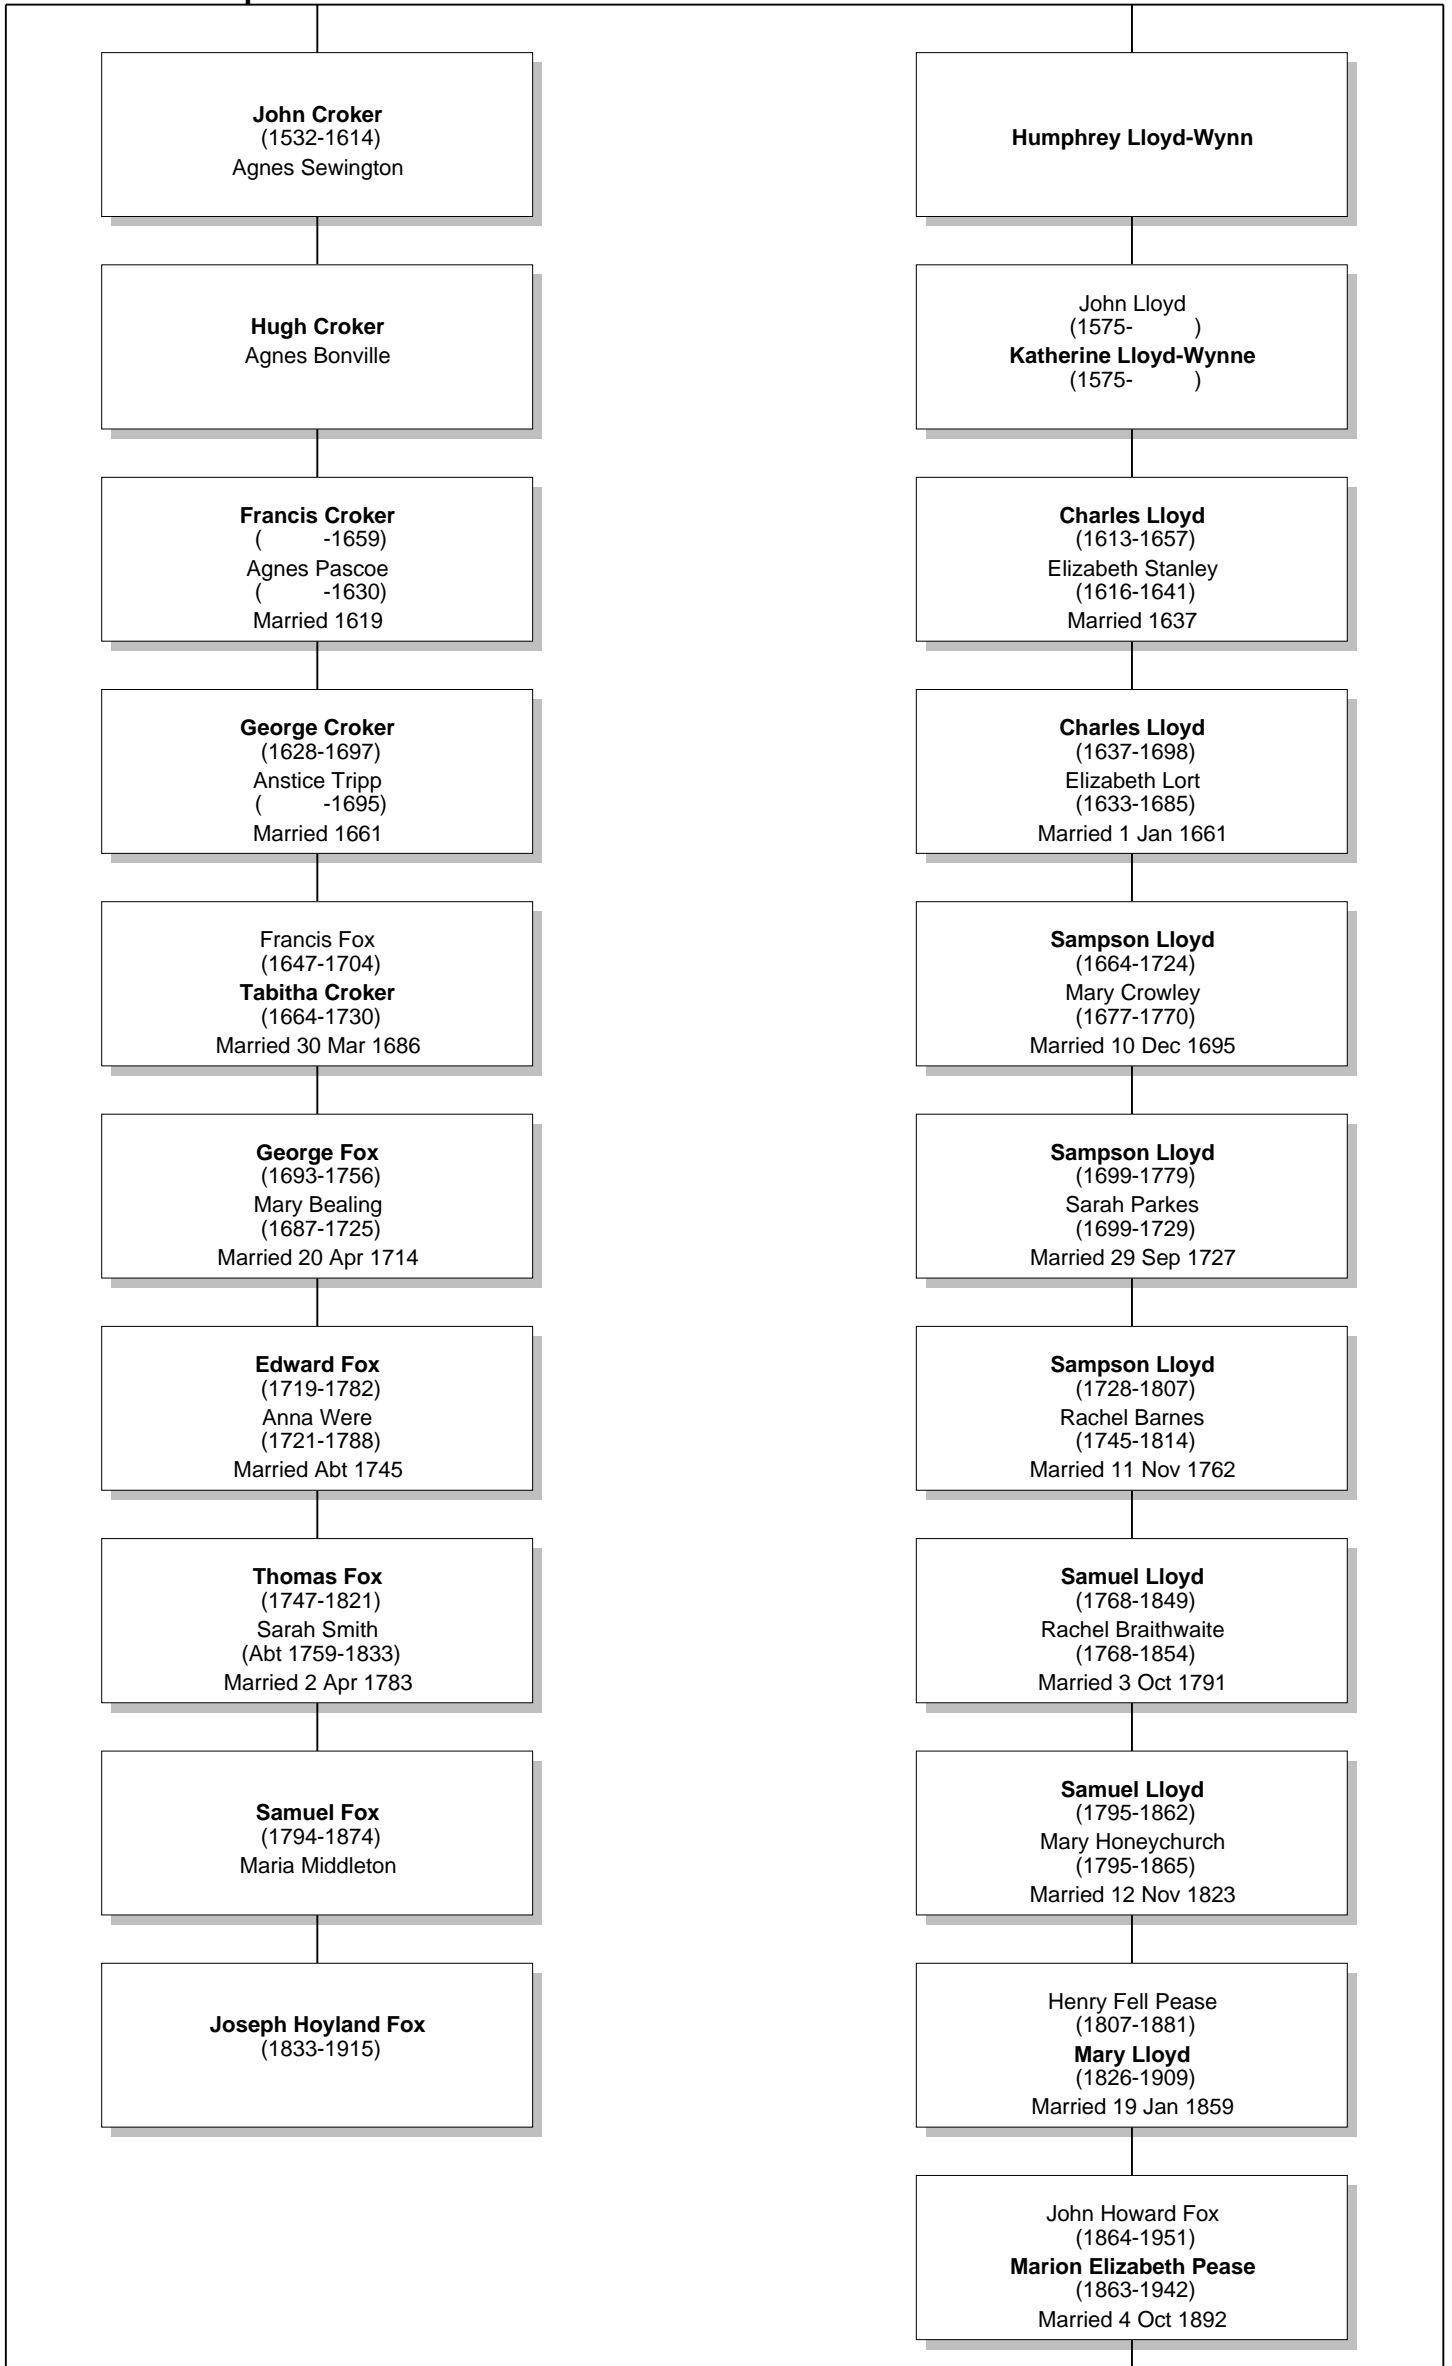 John Croker
(1532-1614)
Agnes Sewington
Hugh Croker
Agnes Bonville
Francis Croker
( -1659)
Agnes Pascoe
( -1630)
Married 1619
George Croker
(1628-1697)
Anstice Tripp
( -1695)
Married 1661
Francis Fox
(1647-1704)
Tabitha Croker
(1664-1730)
Married 30 Mar 1686
George Fox
(1693-1756)
Mary Bealing
(1687-1725)
Married 20 Apr 1714
Edward Fox
(1719-1782)
Anna Were
(1721-1788)
Married Abt 1745
Thomas Fox
(1747-1821)
Sarah Smith
(Abt 1759-1833)
Married 2 Apr 1783
Samuel Fox
(1794-1874)
Maria Middleton
Joseph Hoyland Fox
(1833-1915)
Humphrey Lloyd-Wynn
John Lloyd
(1575- )
Katherine Lloyd-Wynne
(1575- )
Charles Lloyd
(1613-1657)
Elizabeth Stanley
(1616-1641)
Married 1637
Charles Lloyd
(1637-1698)
Elizabeth Lort
(1633-1685)
Married 1 Jan 1661
Sampson Lloyd
(1664-1724)
Mary Crowley
(1677-1770)
Married 10 Dec 1695
Sampson Lloyd
(1699-1779)
Sarah Parkes
(1699-1729)
Married 29 Sep 1727
Sampson Lloyd
(1728-1807)
Rachel Barnes
(1745-1814)
Married 11 Nov 1762
Samuel Lloyd
(1768-1849)
Rachel Braithwaite
(1768-1854)
Married 3 Oct 1791
Samuel Lloyd
(1795-1862)
Mary Honeychurch
(1795-1865)
Married 12 Nov 1823
Henry Fell Pease
(1807-1881)
Mary Lloyd
(1826-1909)
Married 19 Jan 1859
John Howard Fox
(1864-1951)
Marion Elizabeth Pease
(1863-1942)
Married 4 Oct 1892